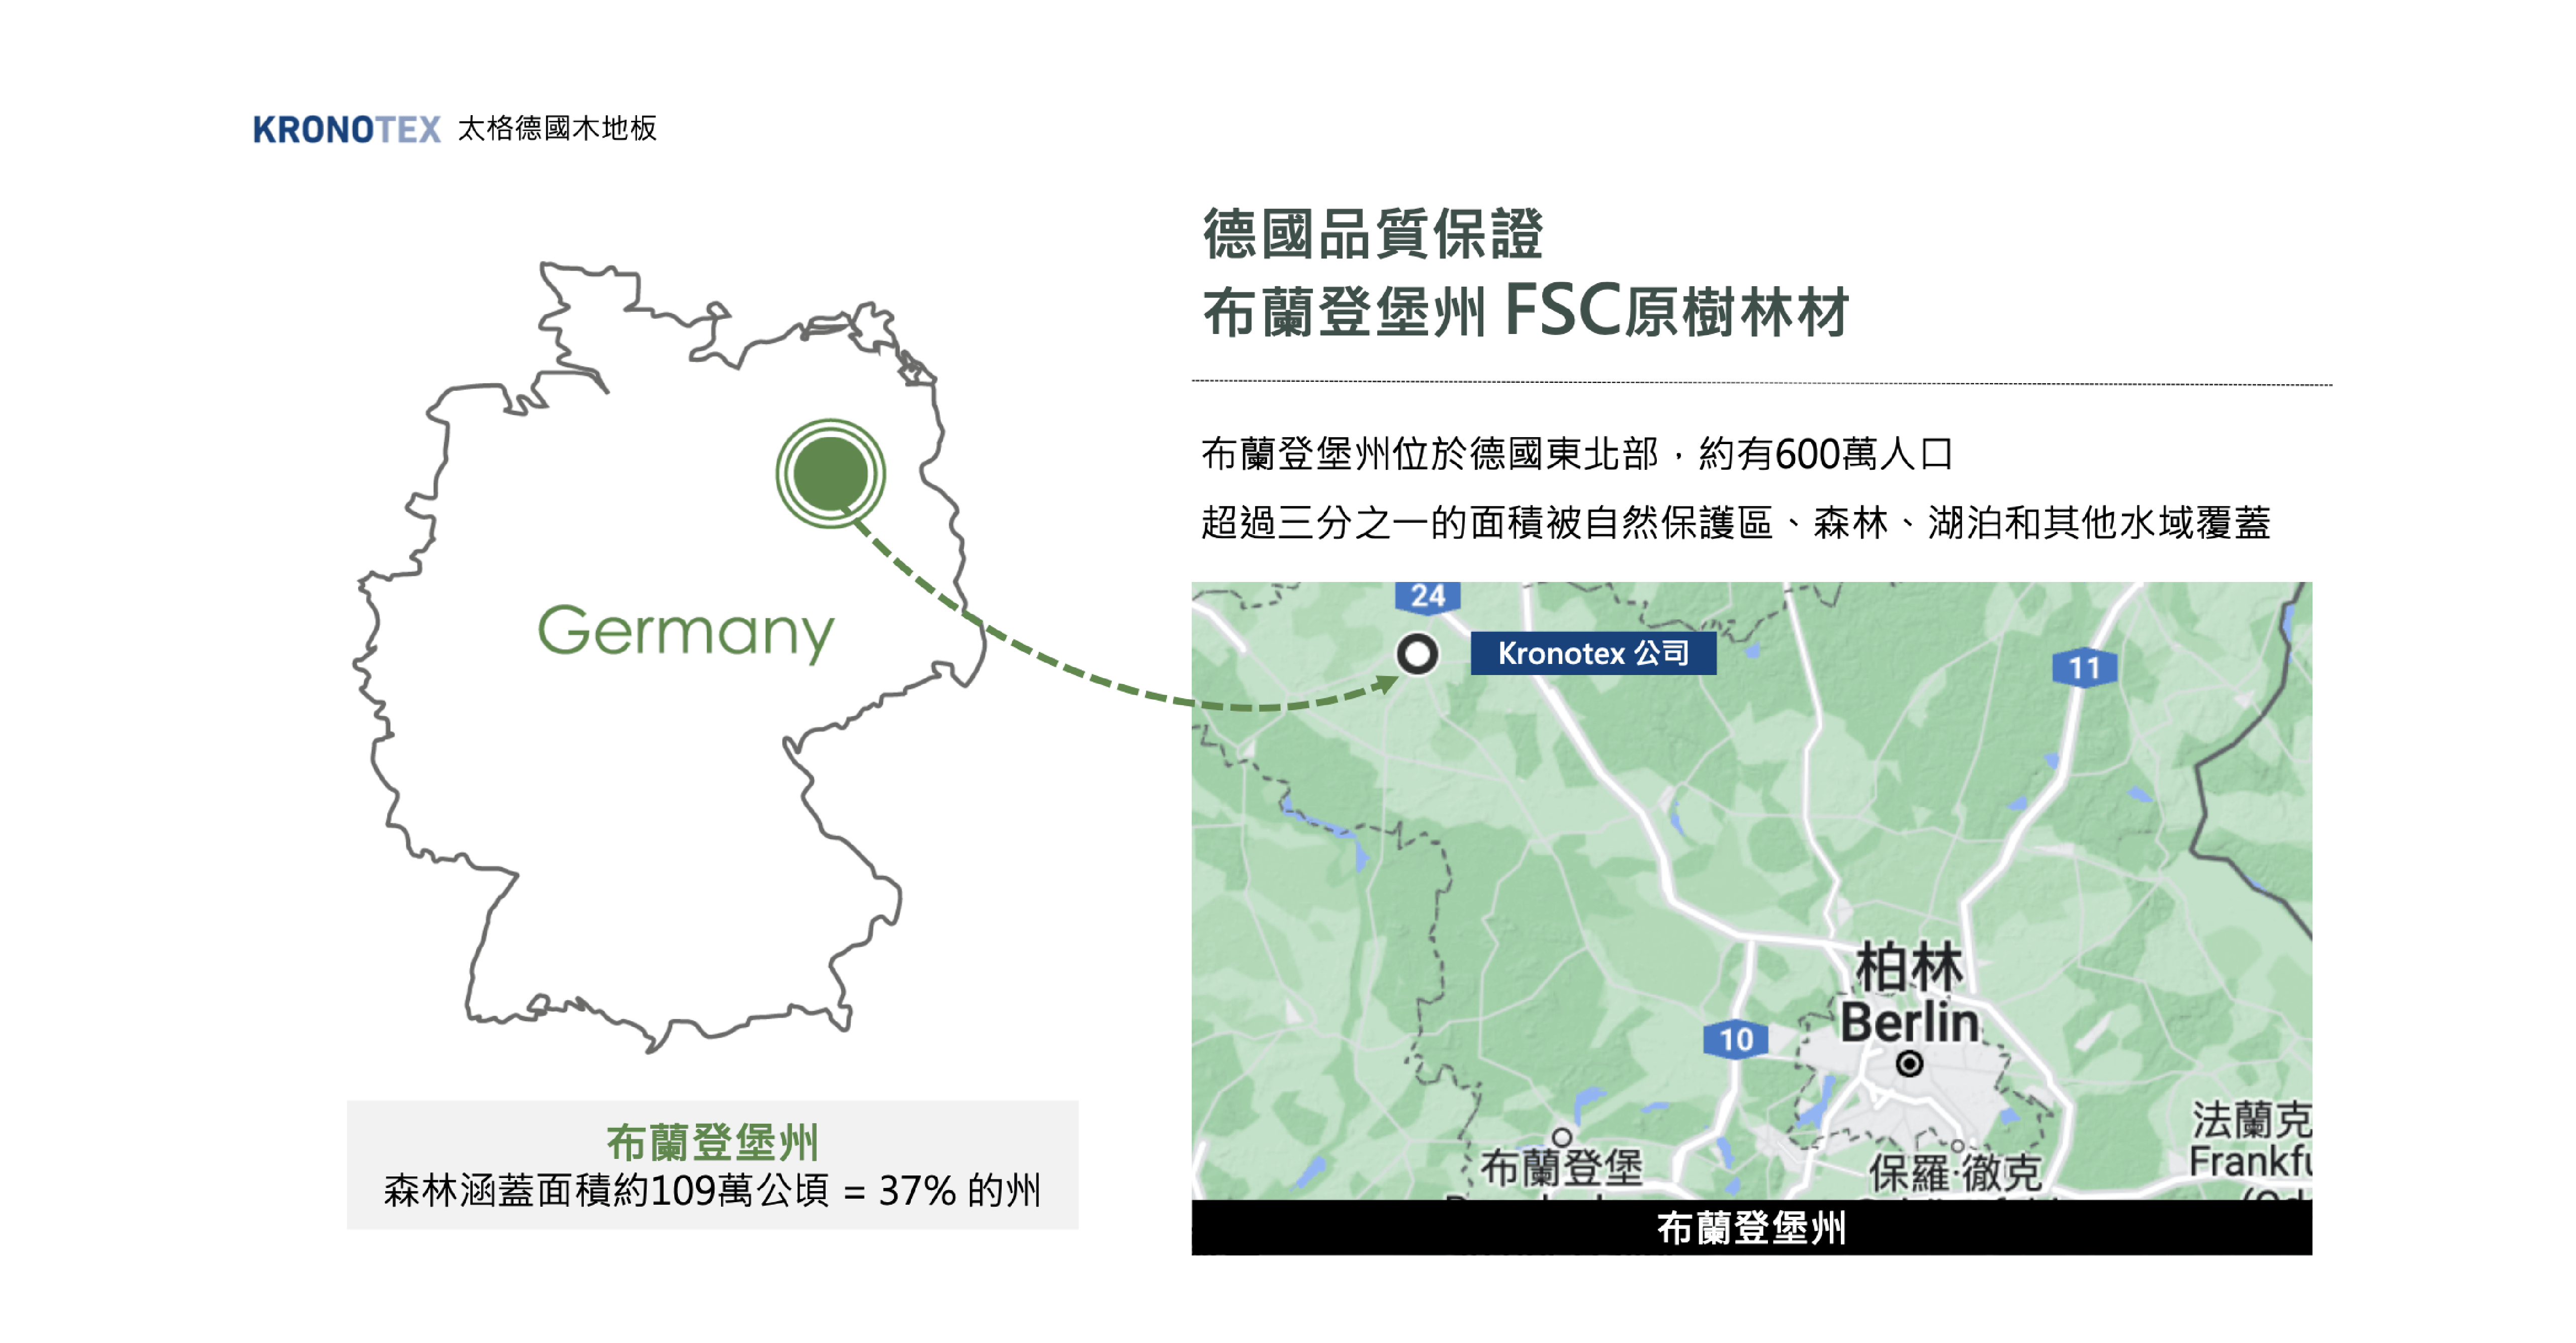 KRONOTEX 太格德國木地板
德國品質保證
布蘭登堡州 FSC原樹林材
布蘭登堡州位於德國東北部，約有600萬人口
超過三分之一的面積被自然保護區、森林、湖泊和其他水域覆蓋
Germany
布蘭登堡州
森林涵蓋面積約109萬公頃 = 37% 的州
24
Kronotex 公司
11
柏林
Berlin
10
布蘭登堡
保羅·徹克
法蘭克
Frankfu
布蘭登堡州